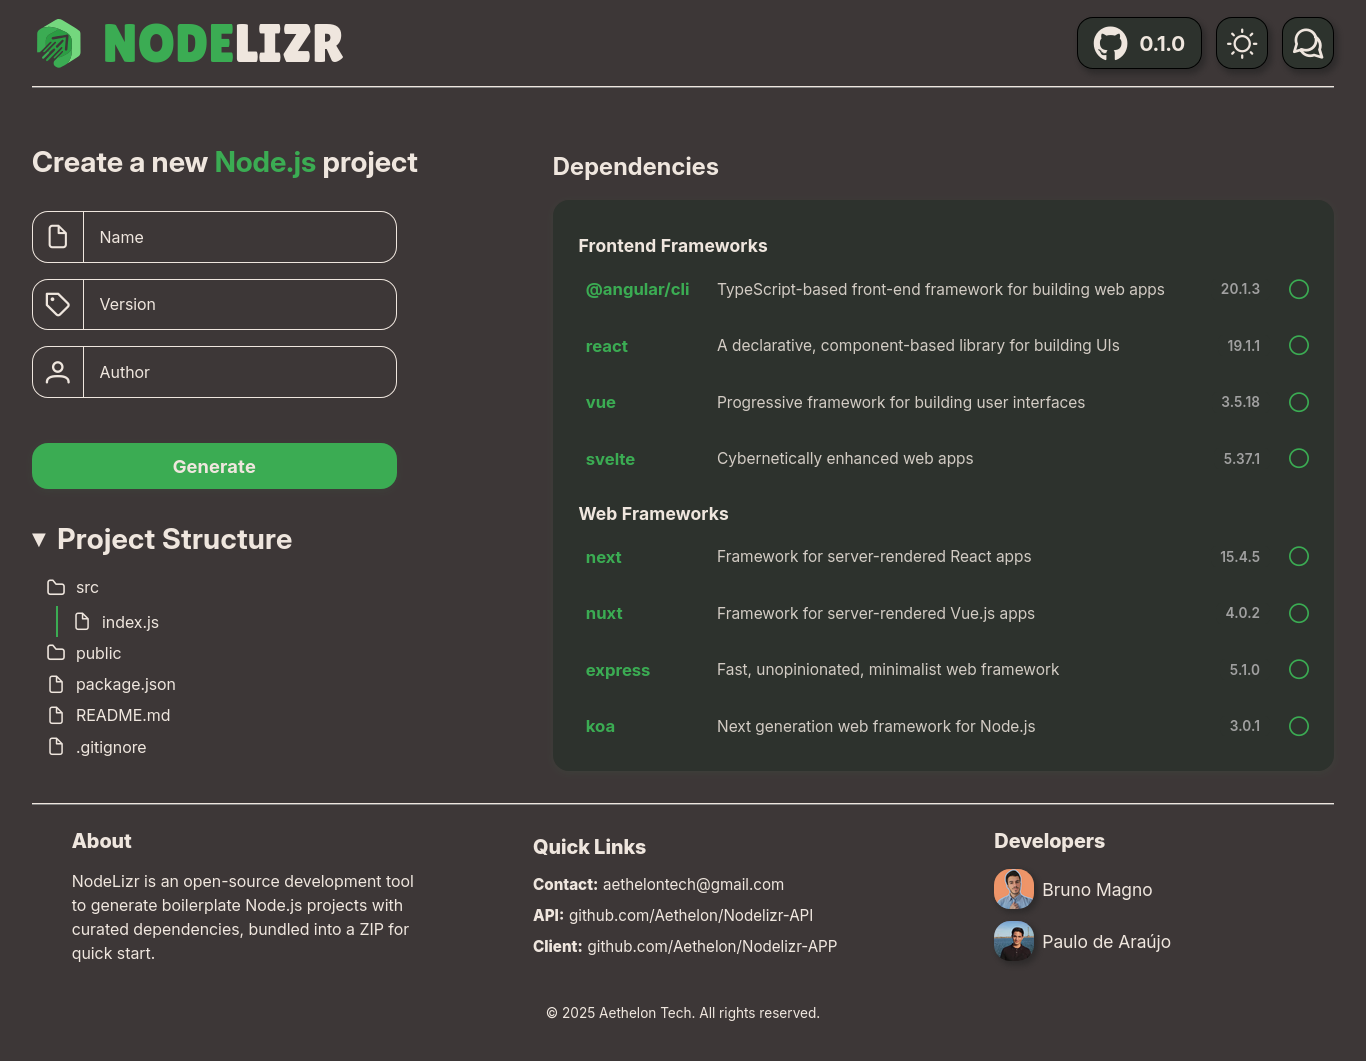 NODELIZR
0.1.0
Create a new Node.js project
Name
Version
Author
Generate
▼ Project Structure
src
index.js
public
package.json
README.md
.gitignore
Dependencies
Frontend Frameworks
@angular/cli TypeScript-based front-end framework for building web apps 20.1.3
react A declarative, component-based library for building UIs 19.1.1
vue Progressive framework for building user interfaces 3.5.18
svelte Cybernetically enhanced web apps 5.37.1
Web Frameworks
next Framework for server-rendered React apps 15.4.5
nuxt Framework for server-rendered Vue.js apps 4.0.2
express Fast, unopinionated, minimalist web framework 5.1.0
koa Next generation web framework for Node.js 3.0.1
About
NodeLizr is an open-source development tool
to generate boilerplate Node.js projects with
curated dependencies, bundled into a ZIP for
quick start.
Quick Links
Contact: aethelontech@gmail.com
API: github.com/Aethelon/Nodelizr-API
Client: github.com/Aethelon/Nodelizr-APP
Developers
Bruno Magno
Paulo de Araújo
© 2025 Aethelon Tech. All rights reserved.